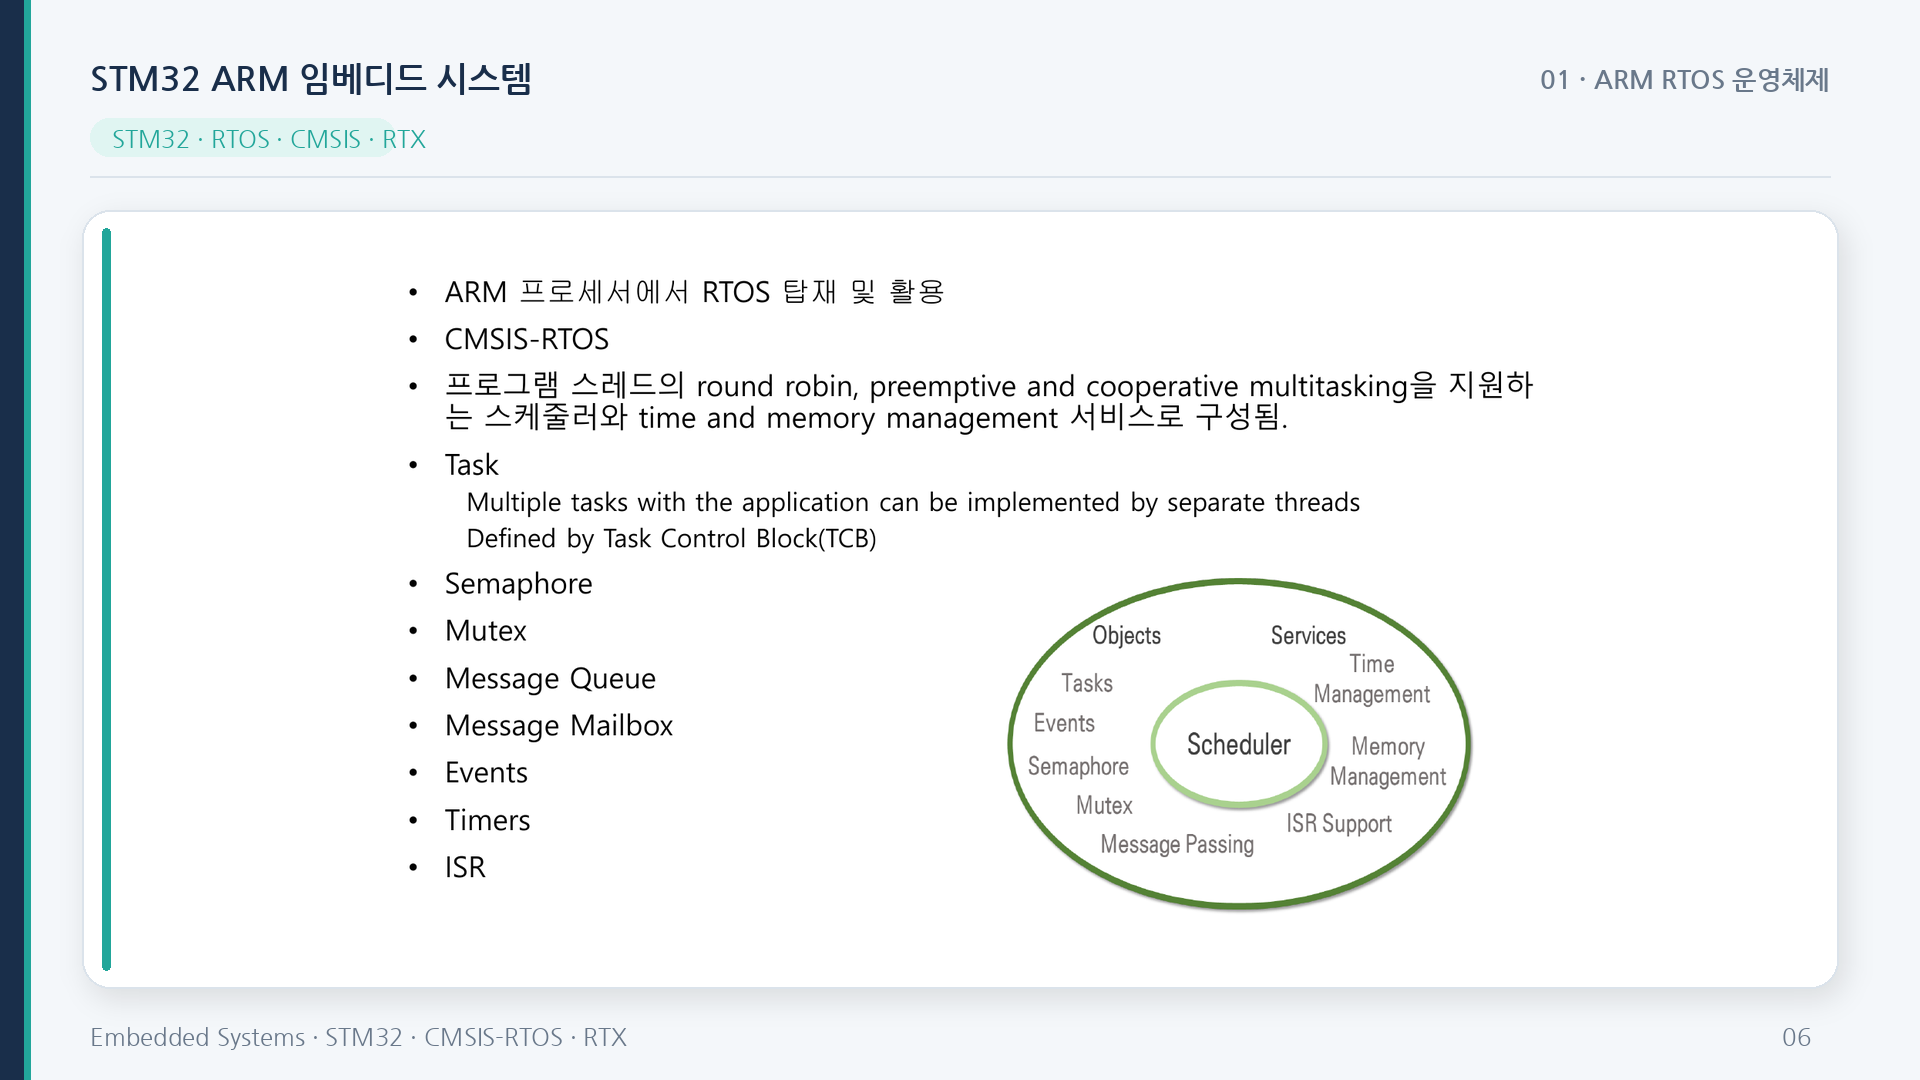 STM32 ARM 임베디드 시스템
01 · ARM RTOS 운영체제
STM32 · RTOS · CMSIS · RTX
• ARM 프로세서에서 RTOS 탑재 및 활용
• CMSIS-RTOS
• 프로그램 스레드의 round robin, preemptive and cooperative multitasking을 지원하
는 스케줄러와 time and memory management 서비스로 구성됨.
• Task
Multiple tasks with the application can be implemented by separate threads
Defined by Task Control Block(TCB)
• Semaphore
• Mutex
• Message Queue
• Message Mailbox
• Events
• Timers
• ISR
Objects
Tasks
Events
Semaphore
Mutex
Message Passing
Scheduler
Services
Time
Management
Memory
Management
ISR Support
Embedded Systems · STM32 · CMSIS-RTOS · RTX
06